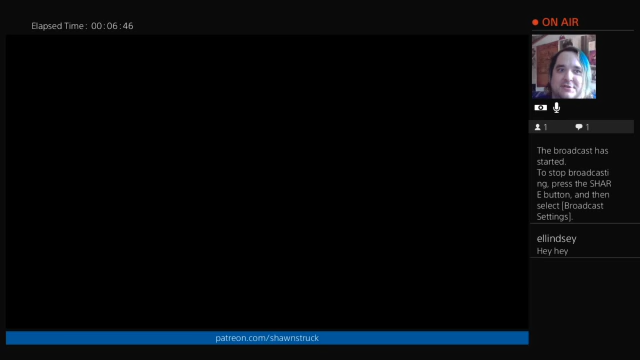 Elapsed Time: 00:06:46
ON AIR
1
1
The broadcast has
started.
To stop broadcasti
ng, press the SHAR
E button, and then
select [Broadcast
Settings].
ellindsey
Hey hey
patreon.com/shawnstruck